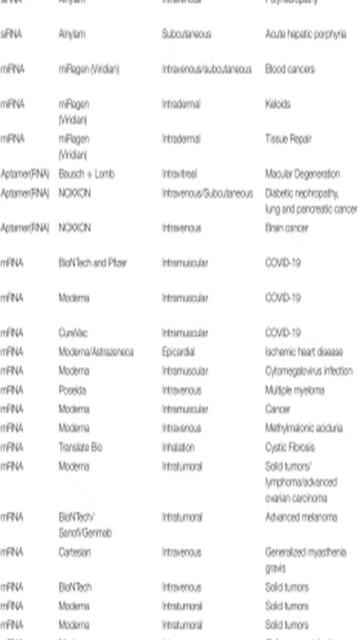 siRNA Alnylam Subcutaneous Acute hepatic porphyria
miRNA miRagen (Viridian) Intravenous/subcutaneous Blood cancers
miRNA miRagen Intradermal Keloids
(Viridian)
miRNA miRagen Intradermal Tissue Repair
(Viridian)
Aptamer(RNA) Bausch + Lomb Intravitreal Macular Degeneration
Aptamer(RNA) NOXXON Intravenous/Subcutaneous Diabetic nephropathy,
lung and pancreatic cancer
Aptamer(RNA) NOXXON Intravenous Brain cancer
mRNA BioNTech and Pfizer Intramuscular COVID-19
mRNA Moderna Intramuscular COVID-19
mRNA CureVac Intramuscular COVID-19
mRNA Moderna/Astrazeneca Epicardial Ischemic heart disease
mRNA Moderna Intramuscular Cytomegalovirus infection
mRNA Poseida Intravenous Multiple myeloma
mRNA Moderna Intramuscular Cancer
mRNA Moderna Intravenous Methylmalonic aciduria
mRNA Translate Bio Inhalation Cystic Fibrosis
mRNA Moderna Intratumoral Solid tumors/
lymphoma/advanced
ovarian carcinoma
mRNA BioNTech/ Intratumoral Advanced melanoma
Sanofi/Genmab
mRNA Cartesian Intravenous Generalized myasthenia
gravis
mRNA BioNTech Intravenous Solid tumors
mRNA Moderna Intratumoral Solid tumors
mRNA Moderna Intratumoral Solid tumors